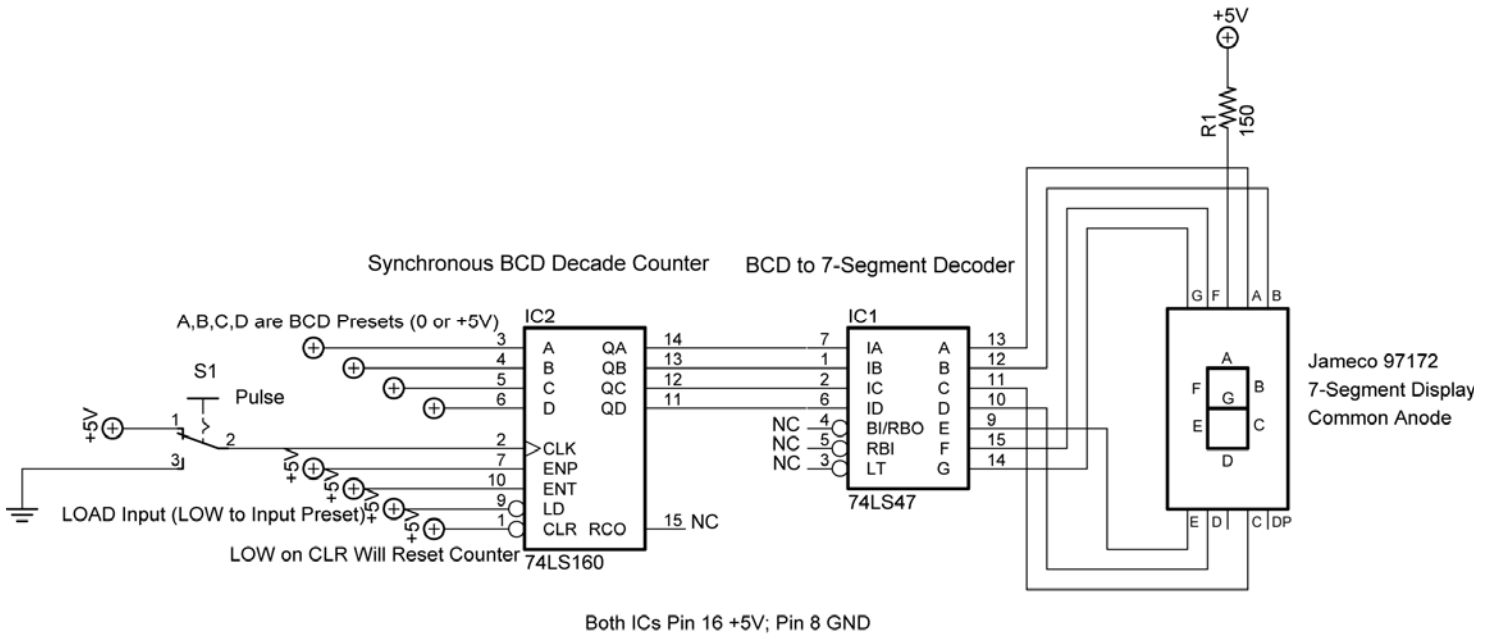 +5V
R1
150
Synchronous BCD Decade Counter
BCD to 7-Segment Decoder
G F A B
IC2
IC1
A,B,C,D are BCD Presets (0 or +5V)
3 A QA 14
4 B QB 13
5 C QC 12
6 D QD 11
2 CLK
7 ENP
10 ENT
9 LD
1 CLR RCO 15 NC
74LS160
7 IA A 13
1 IB B 12
2 IC C 11
6 ID D 10
NC 4 BI/RBO E 9
NC 5 RBI F 15
NC 3 LT G 14
74LS47
S1
Pulse
+5V
1
2
3
+5V
+5V
+5V
+5V
LOAD Input (LOW to Input Preset)
LOW on CLR Will Reset Counter
A
F B
G
E C
D
E D C DP
Jameco 97172
7-Segment Display
Common Anode
Both ICs Pin 16 +5V; Pin 8 GND